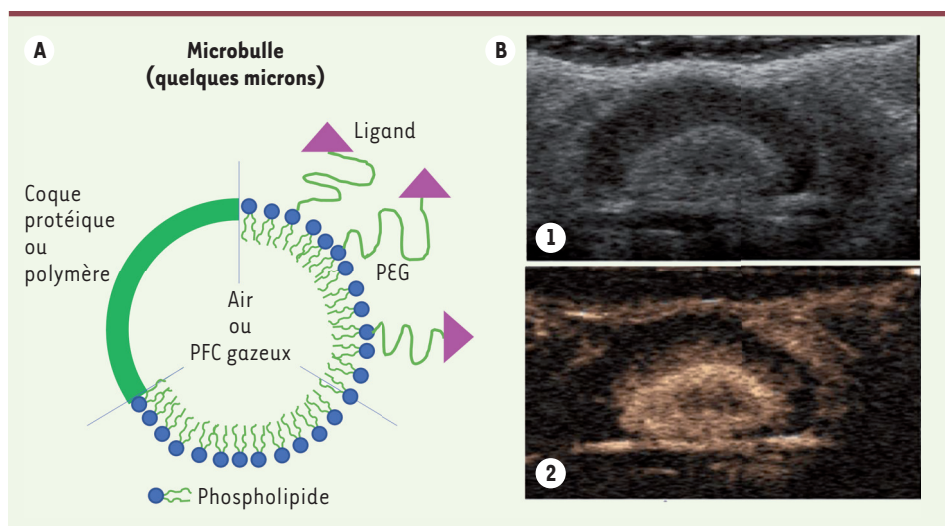 A
Microbulle
(quelques microns)
Ligand
Coque
protéique
ou
polymère
PEG
Air
ou
PFC gazeux
Phospholipide
B
1
2